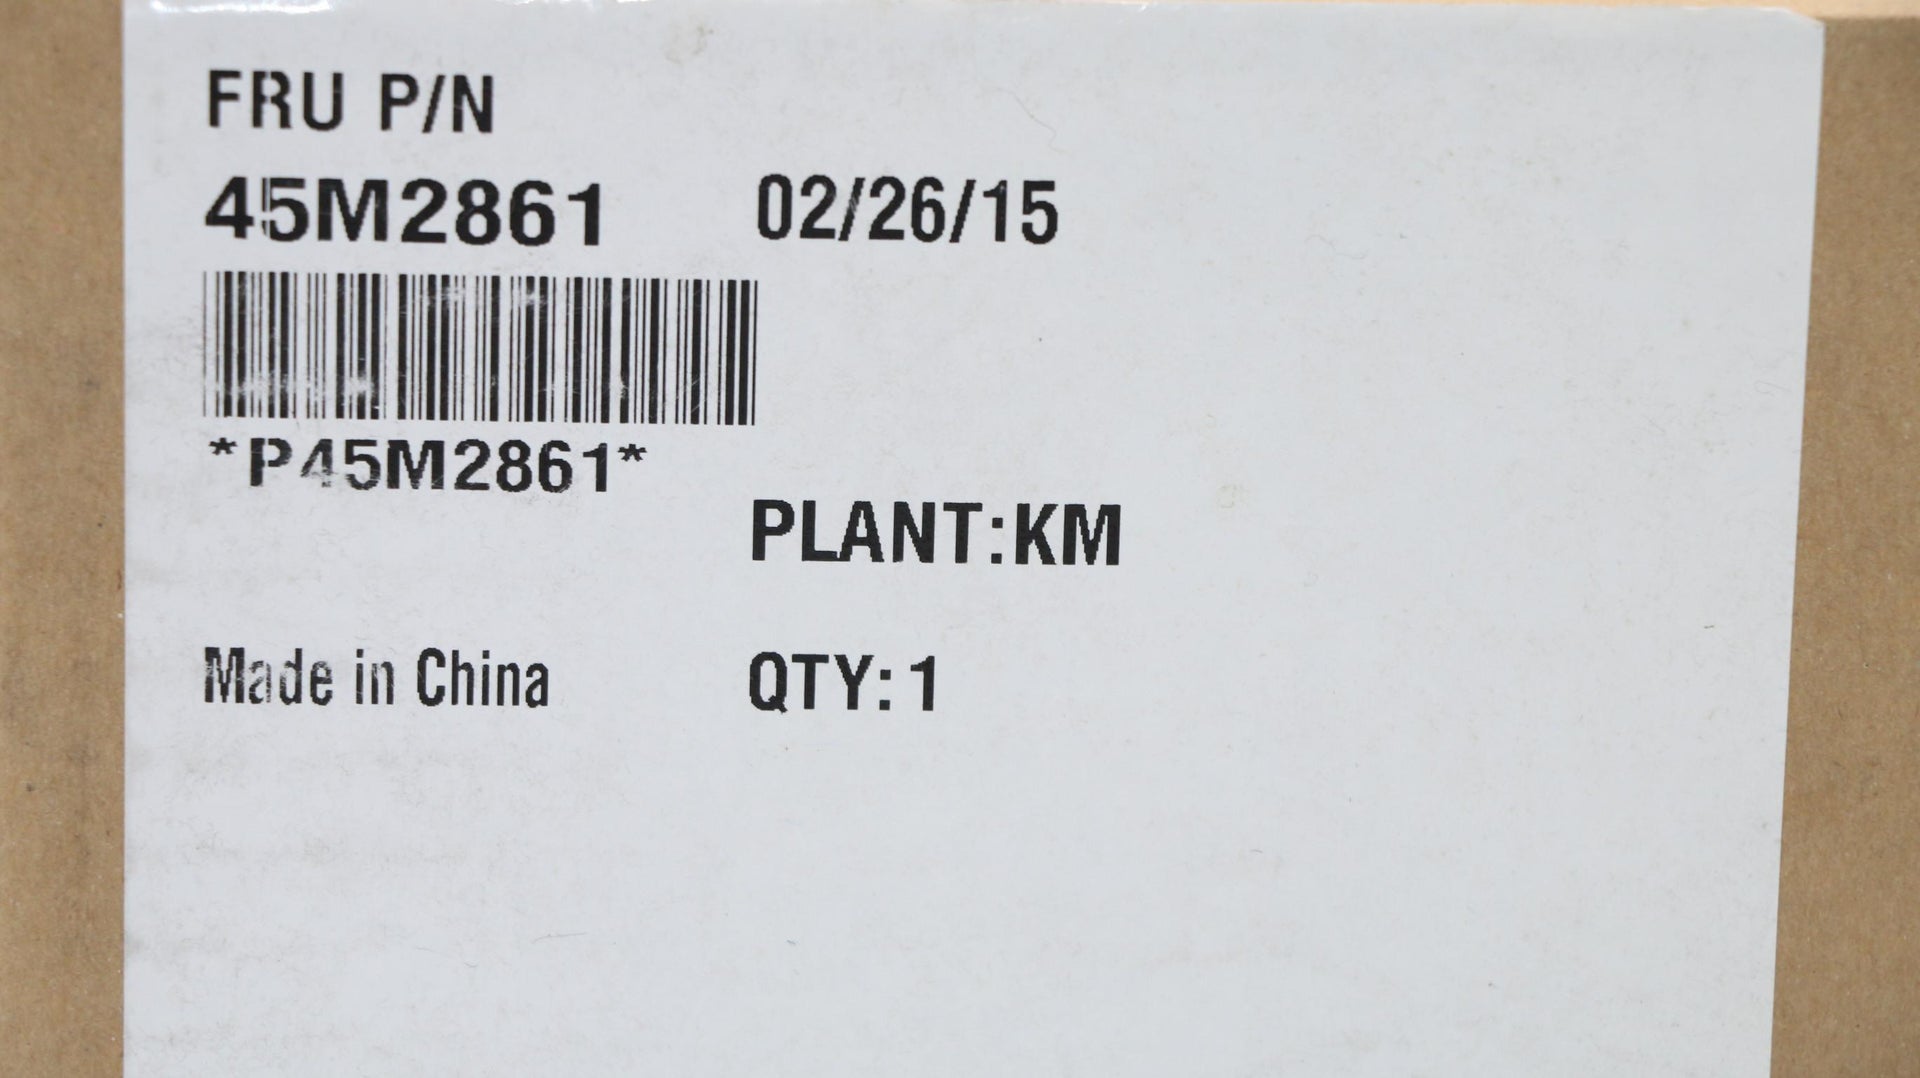 FRU P/N
45M2861 02/26/15
*P45M2861*
PLANT:KM
Made in China QTY: 1